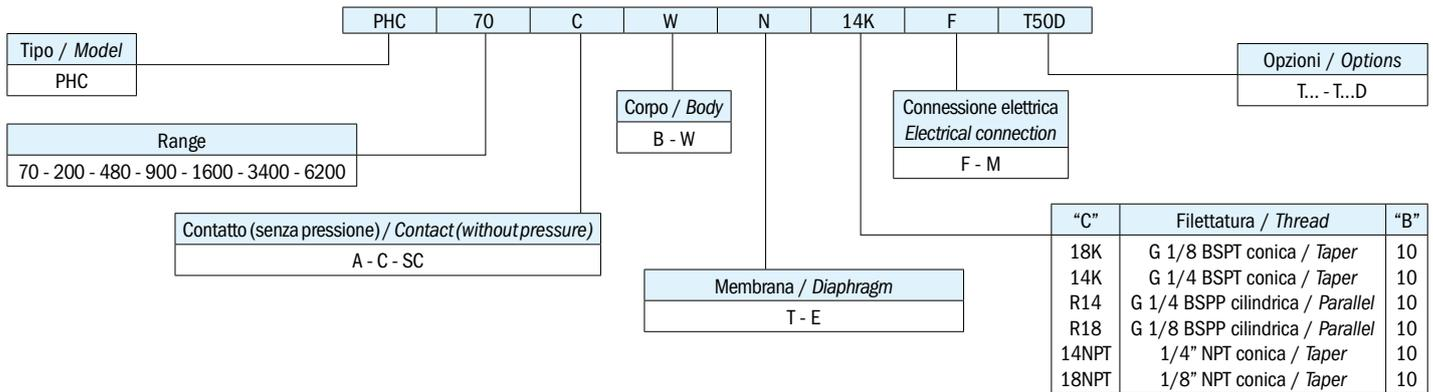 PHC 70 C W N 14K F T50D
Tipo / Model
PHC
Opzioni / Options
T... - T...D
Corpo / Body
B - W
Connessione elettrica
Electrical connection
F - M
Range
70 - 200 - 480 - 900 - 1600 - 3400 - 6200
Contatto (senza pressione) / Contact (without pressure)
A - C - SC
Membrana / Diaphragm
T - E
“C” Filettatura / Thread “B”
18K G 1/8 BSPT conica / Taper 10
14K G 1/4 BSPT conica / Taper 10
R14 G 1/4 BSPP cilindrica / Parallel 10
R18 G 1/8 BSPP cilindrica / Parallel 10
14NPT 1/4” NPT conica / Taper 10
18NPT 1/8” NPT conica / Taper 10